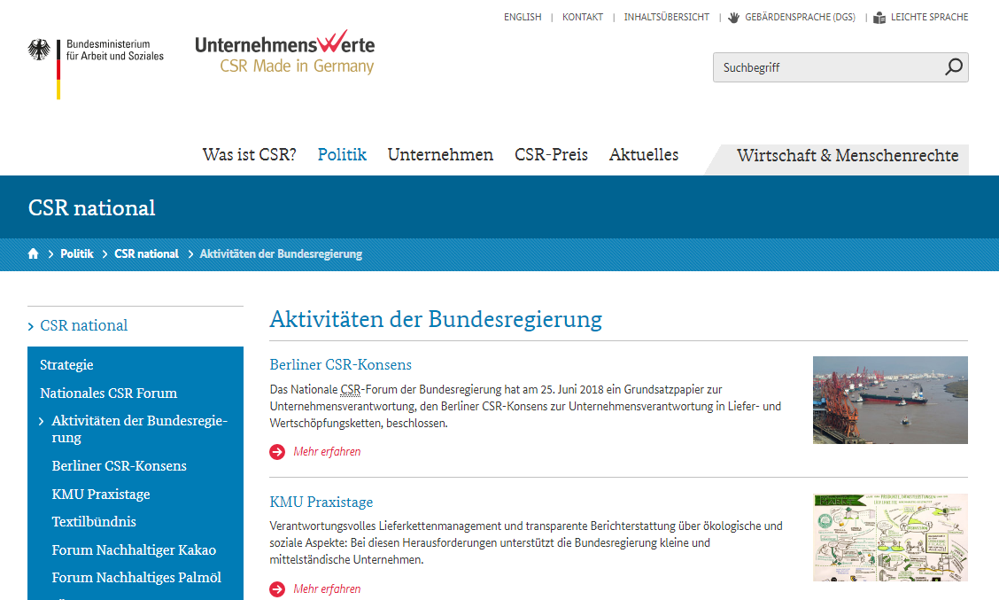 ENGLISH | KONTAKT | INHALTSÜBERSICHT | GEBÄRDENSPRACHE (DGS) | LEICHTE SPRACHE
Bundesministerium
für Arbeit und Soziales
UnternehmensWerte
CSR Made in Germany
Suchbegriff
Was ist CSR? Politik Unternehmen CSR-Preis Aktuelles Wirtschaft & Menschenrechte
CSR national
Politik CSR national Aktivitäten der Bundesregierung
CSR national
Strategie
Nationales CSR Forum
Aktivitäten der Bundesregie-
rung
Berliner CSR-Konsens
KMU Praxistage
Textilbündnis
Forum Nachhaltiger Kakao
Forum Nachhaltiges Palmöl
Aktivitäten der Bundesregierung
Berliner CSR-Konsens
Das Nationale CSR-Forum der Bundesregierung hat am 25. Juni 2018 ein Grundsatzpapier zur
Unternehmensverantwortung, den Berliner CSR-Konsens zur Unternehmensverantwortung in Liefer- und
Wertschöpfungsketten, beschlossen.
Mehr erfahren
KMU Praxistage
Verantwortungsvolles Lieferkettenmanagement und transparente Berichterstattung über ökologische und
soziale Aspekte: Bei diesen Herausforderungen unterstützt die Bundesregierung kleine und
mittelständische Unternehmen.
Mehr erfahren